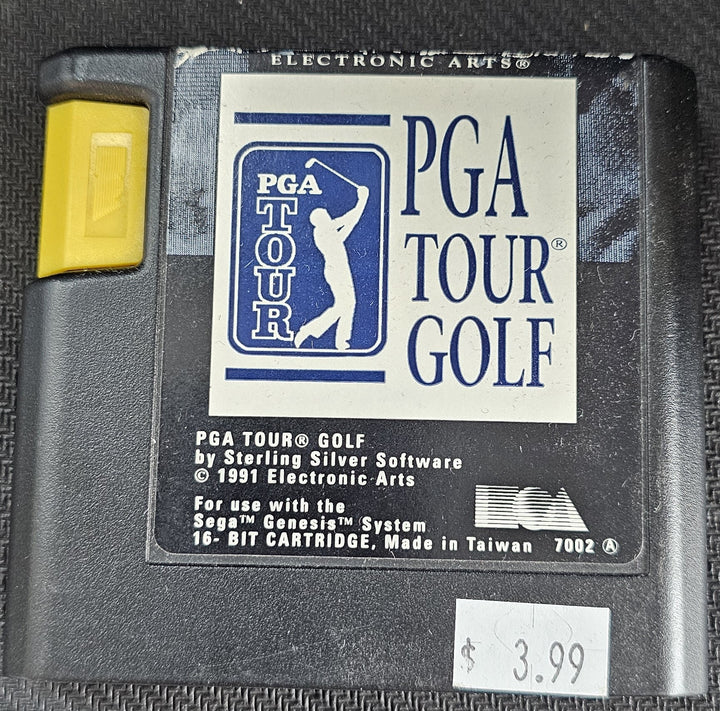 ELECTRONIC ARTS®
PGA
TOUR
PGA
TOUR®
GOLF
PGA TOUR® GOLF
by Sterling Silver Software
© 1991 Electronic Arts
For use with the
Sega™ Genesis™ System
16- BIT CARTRIDGE, Made in Taiwan 7002 Ⓐ
EA
$ 3.99